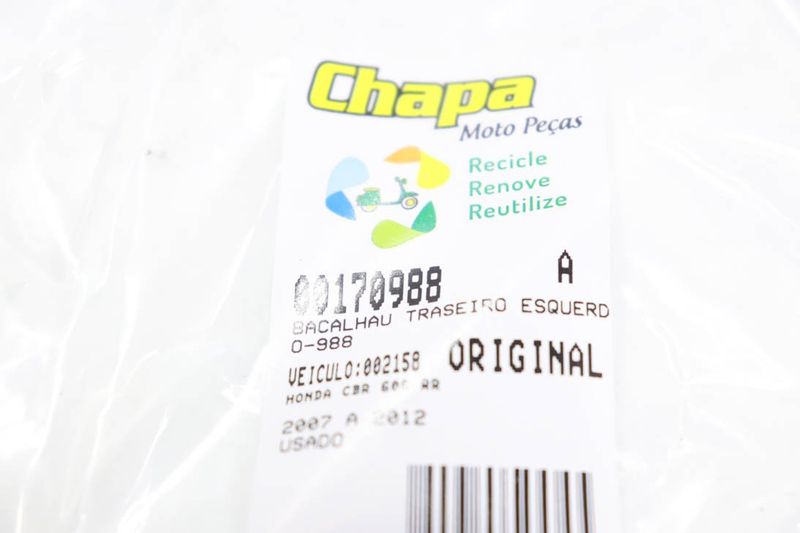 Chapa
Moto Peças
Recicle
Renove
Reutilize
00170988 A
BACALHAU TRASEIRO ESQUERD
O-988
VEICULO:002158 ORIGINAL
HONDA CBR 600 RR
2007 A 2012
USADO